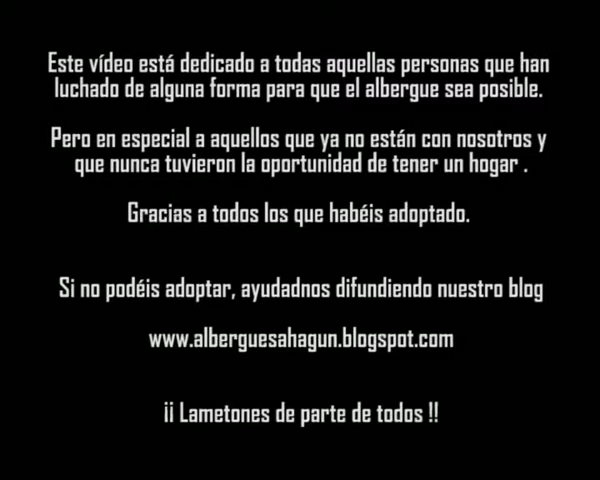 Este vídeo está dedicado a todas aquellas personas que han
luchado de alguna forma para que el albergue sea posible.
Pero en especial a aquellos que ya no están con nosotros y
que nunca tuvieron la oportunidad de tener un hogar .
Gracias a todos los que habéis adoptado.
Si no podéis adoptar, ayudadnos difundiendo nuestro blog
www.alberguesahagun.blogspot.com
¡¡ Lametones de parte de todos !!